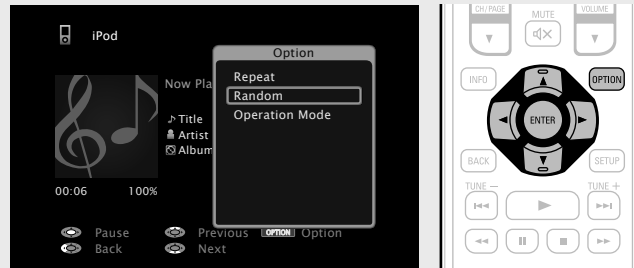 iPod
Option
Repeat
Random
Operation Mode
Now Pla
Title
Artist
Album
00:06 100%
Pause Previous OPTION Option
Back Next
CH/PAGE MUTE VOLUME
INFO OPTION
ENTER
BACK SETUP
TUNE − TUNE +